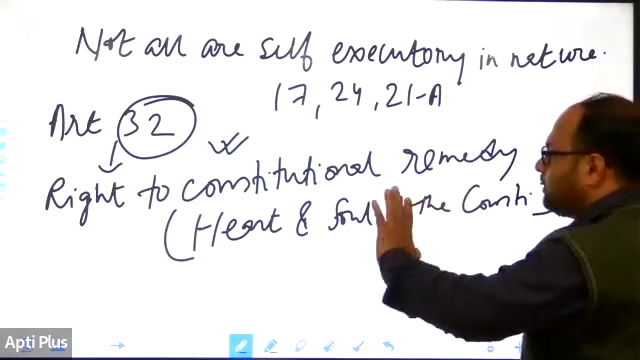 Not all are self executory in nature.
17, 24, 21-A
Art 32
Right to constitutional remedy
(Heart & soul the Consti
Apti Plus